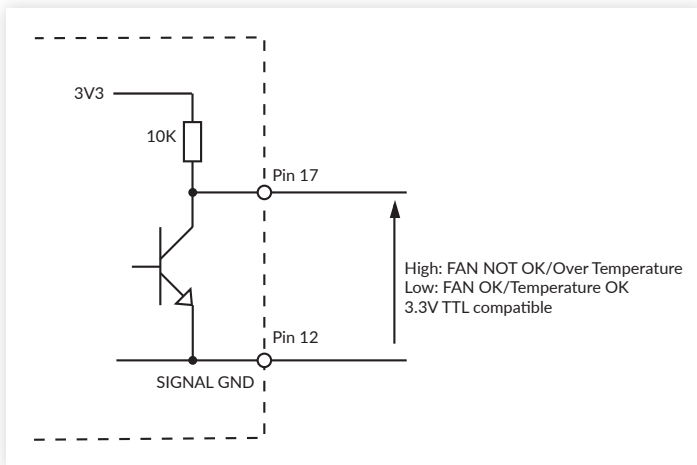 3V3
10K
Pin 17
High: FAN NOT OK/Over Temperature
Low: FAN OK/Temperature OK
3.3V TTL compatible
Pin 12
SIGNAL GND